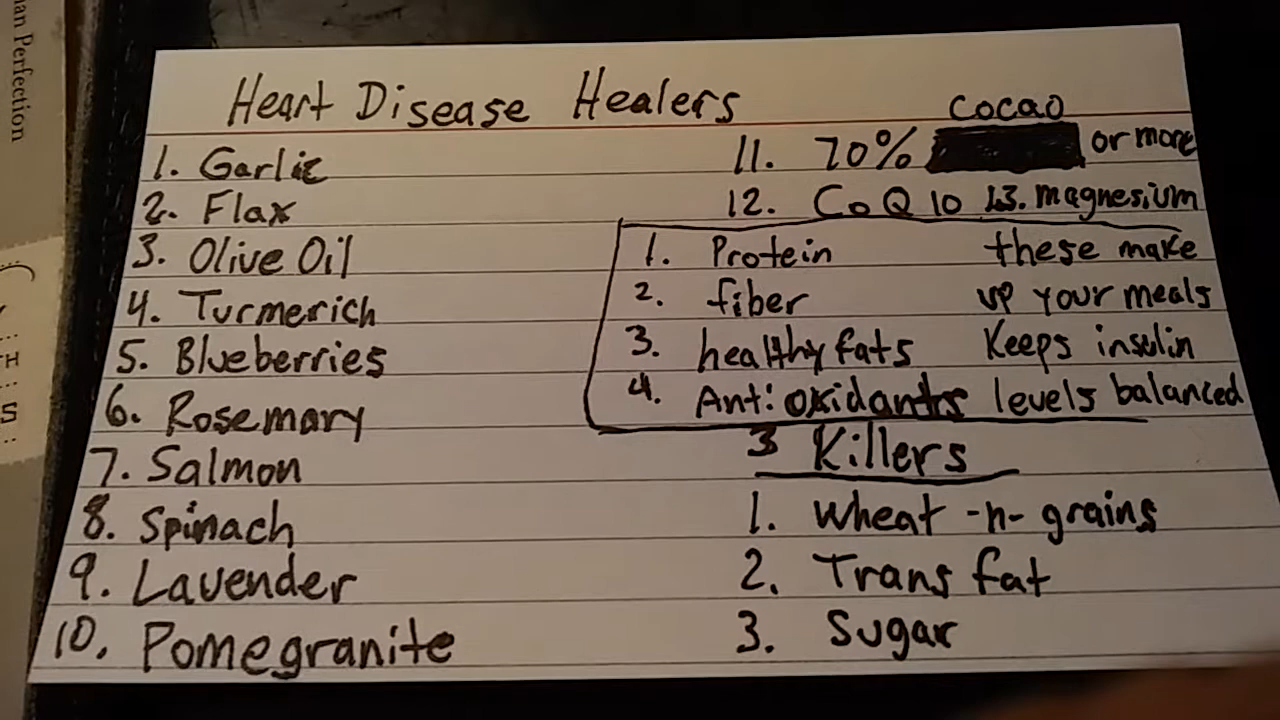 an Perfection
H
S
Heart Disease Healers
1. Garlic
2. Flax
3. Olive Oil
4. Turmerich
5. Blueberries
6. Rosemary
7. Salmon
8. Spinach
9. Lavender
10. Pomegranite
cocao
11. 70% or more
12. CoQ10 13. magnesium
1. Protein these make
2. fiber up your meals
3. healthy fats Keeps insulin
4. Antioxidants levels balanced
3 Killers
1. Wheat -n- grains
2. Trans fat
3. Sugar